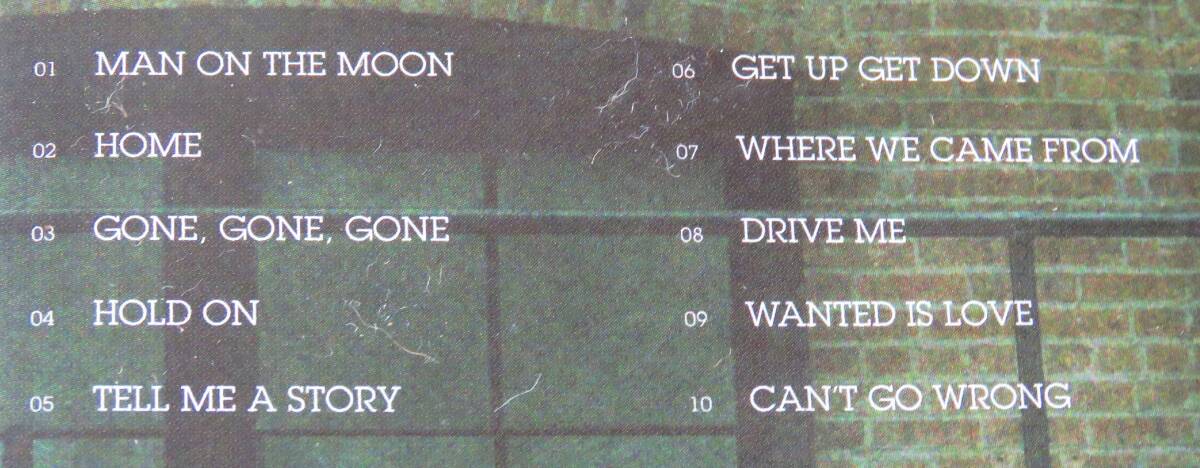 01 MAN ON THE MOON
02 HOME
03 GONE, GONE, GONE
04 HOLD ON
05 TELL ME A STORY
06 GET UP GET DOWN
07 WHERE WE CAME FROM
08 DRIVE ME
09 WANTED IS LOVE
10 CAN'T GO WRONG